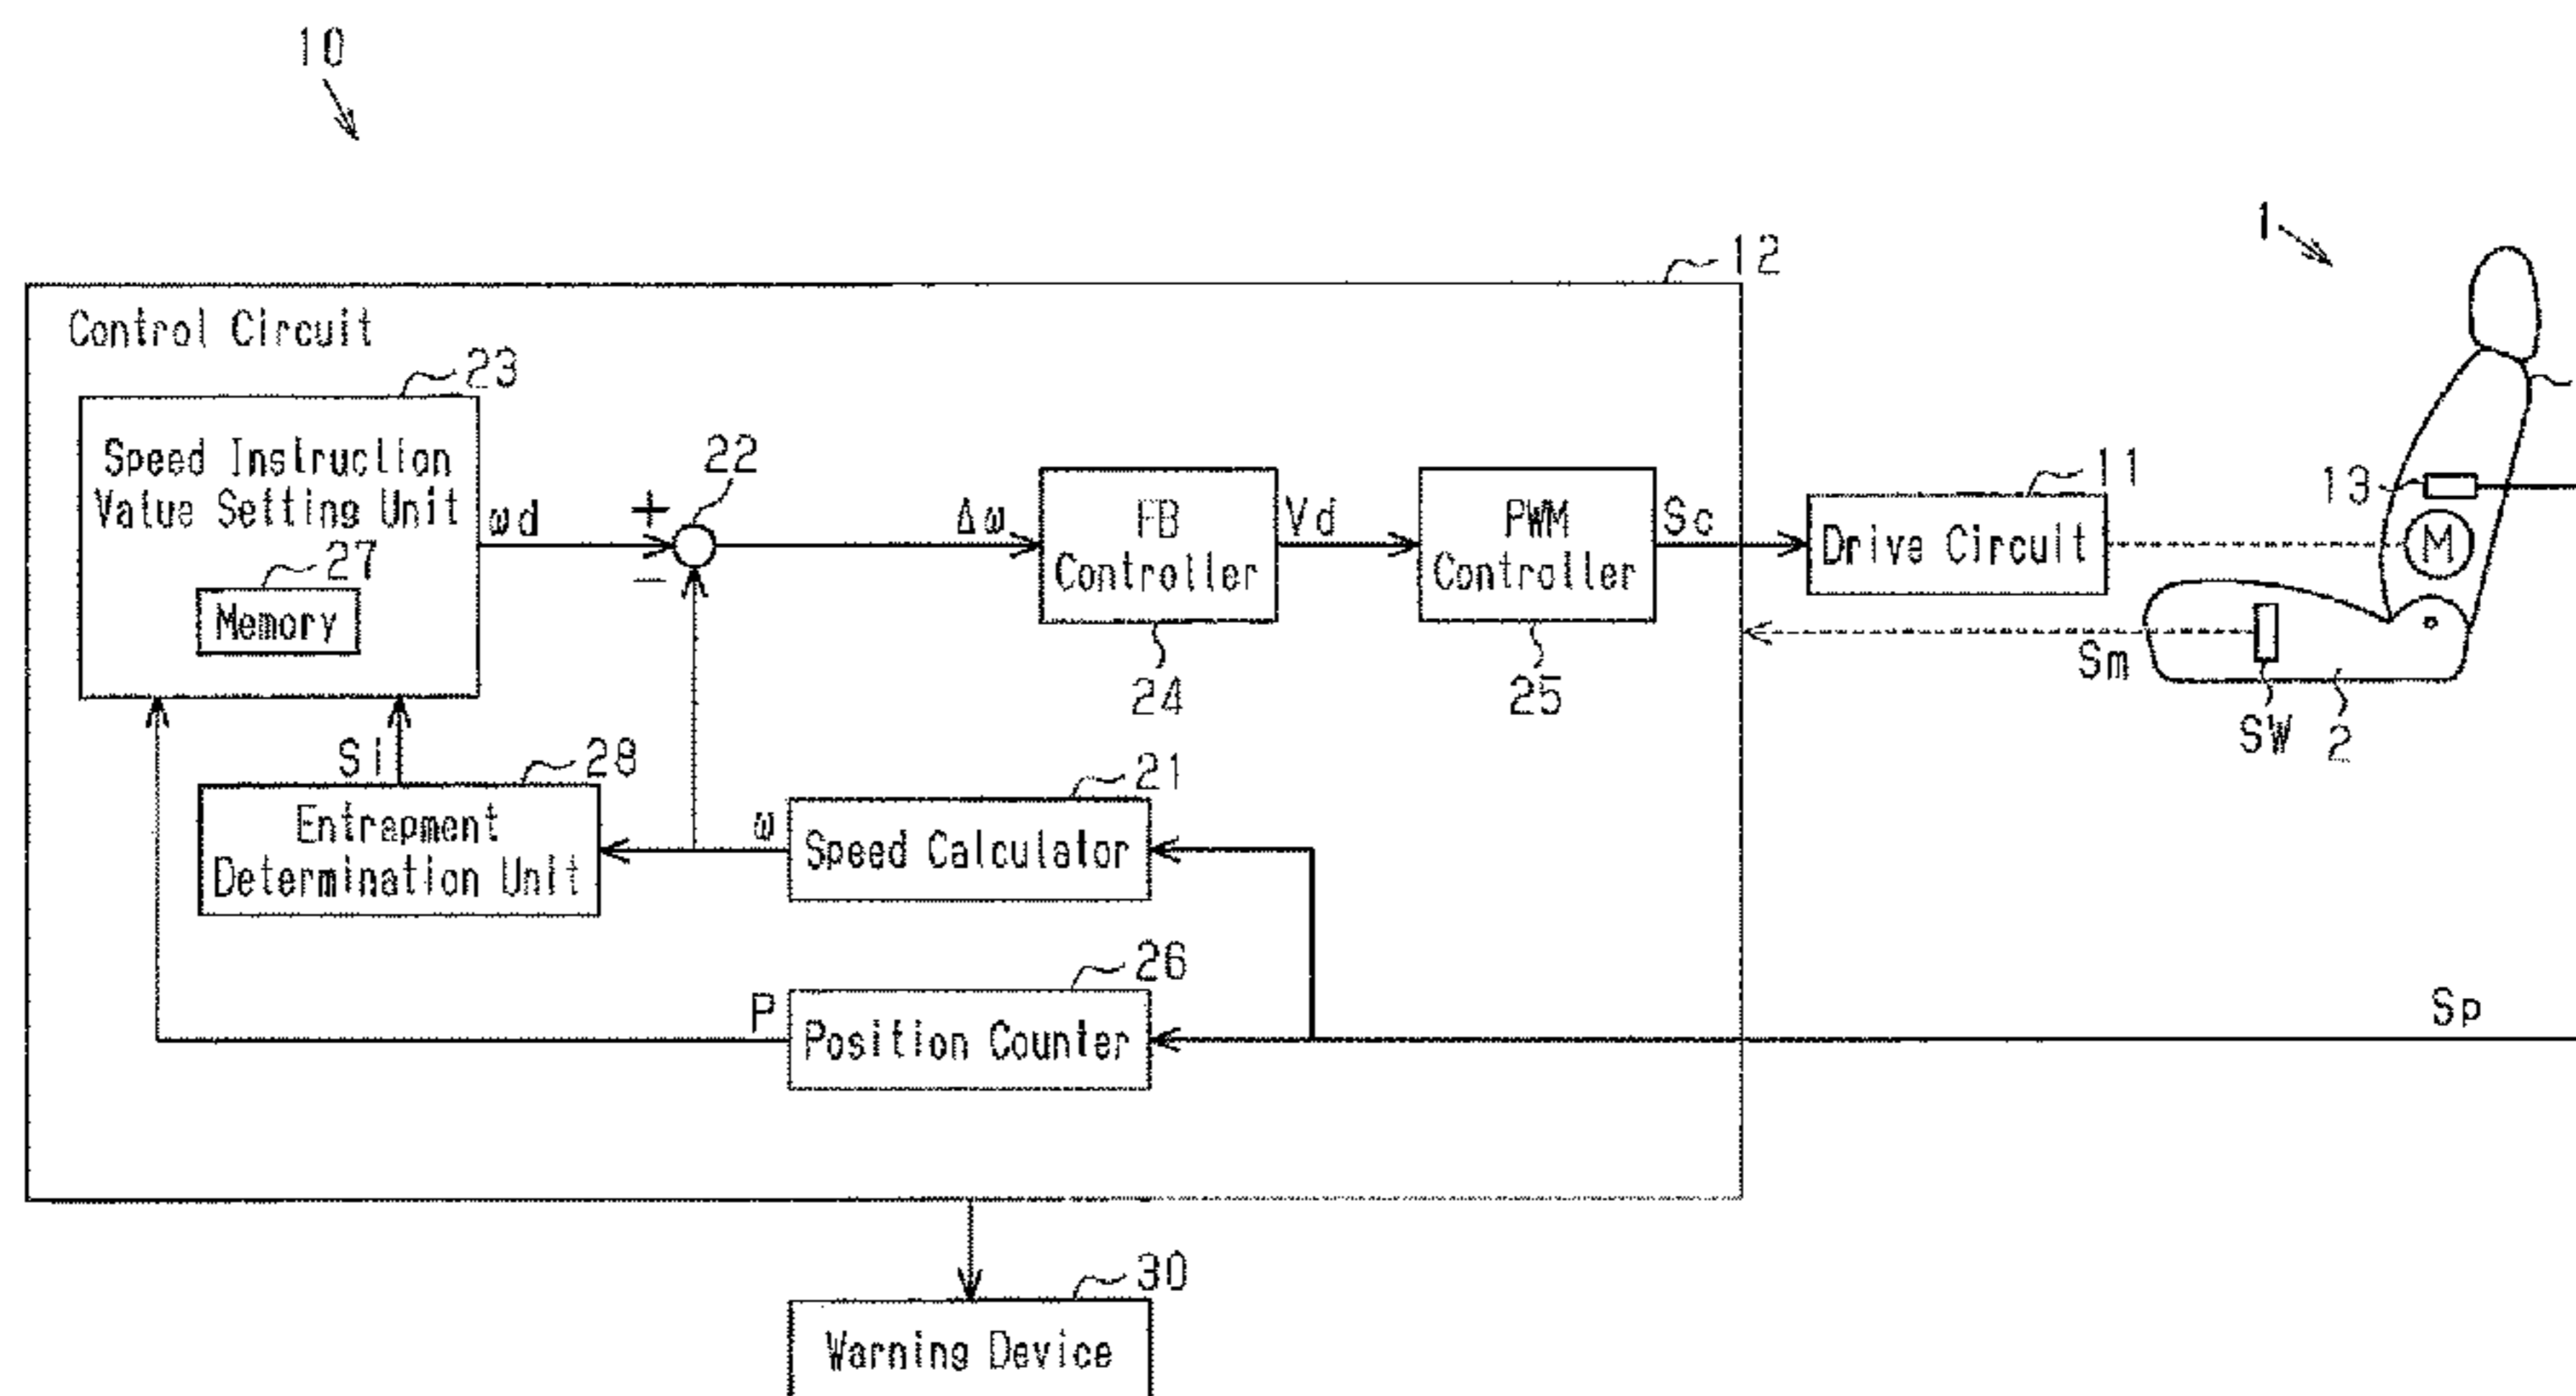 10
1
12
Control Circuit
23
Speed Instruction
Value Setting Unit
27
Memory
ωd
+
−
22
Δω
FB
Controller
24
Vd
PWM
Controller
25
Sc
11
Drive Circuit
13
M
Sm
SW
2
Si
28
Entrapment
Determination Unit
ω
21
Speed Calculator
26
P
Position Counter
Sp
30
Warning Device